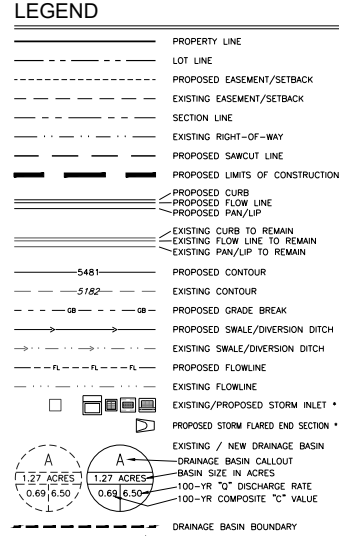 LEGEND
PROPERTY LINE
LOT LINE
PROPOSED EASEMENT/SETBACK
EXISTING EASEMENT/SETBACK
SECTION LINE
EXISTING RIGHT-OF-WAY
PROPOSED SAWCUT LINE
PROPOSED LIMITS OF CONSTRUCTION
PROPOSED CURB
PROPOSED FLOW LINE
PROPOSED PAN/LIP
EXISTING CURB TO REMAIN
EXISTING FLOW LINE TO REMAIN
EXISTING PAN/LIP TO REMAIN
5481 PROPOSED CONTOUR
5182 EXISTING CONTOUR
GB GB PROPOSED GRADE BREAK
PROPOSED SWALE/DIVERSION DITCH
EXISTING SWALE/DIVERSION DITCH
FL FL PROPOSED FLOWLINE
EXISTING FLOWLINE
EXISTING/PROPOSED STORM INLET *
PROPOSED STORM FLARED END SECTION *
EXISTING / NEW DRAINAGE BASIN
A A DRAINAGE BASIN CALLOUT
1.27 ACRES 1.27 ACRES BASIN SIZE IN ACRES
0.69 6.50 0.69 6.50 100-YR "Q" DISCHARGE RATE
100-YR COMPOSITE "C" VALUE
DRAINAGE BASIN BOUNDARY